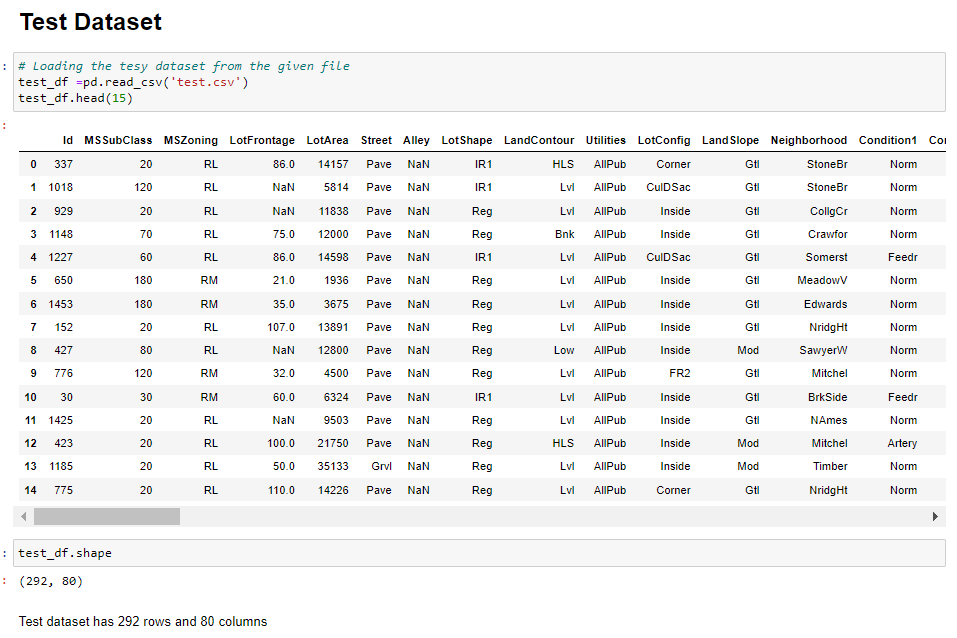 Test Dataset
:
# Loading the tesy dataset from the given file
test_df =pd.read_csv('test.csv')
test_df.head(15)
:
Id MSSubClass MSZoning LotFrontage LotArea Street Alley LotShape LandContour Utilities LotConfig LandSlope Neighborhood Condition1 Con
0 337 20 RL 86.0 14157 Pave NaN IR1 HLS AllPub Corner Gtl StoneBr Norm
1 1018 120 RL NaN 5814 Pave NaN IR1 Lvl AllPub CulDSac Gtl StoneBr Norm
2 929 20 RL NaN 11838 Pave NaN Reg Lvl AllPub Inside Gtl CollgCr Norm
3 1148 70 RL 75.0 12000 Pave NaN Reg Bnk AllPub Inside Gtl Crawfor Norm
4 1227 60 RL 86.0 14598 Pave NaN IR1 Lvl AllPub CulDSac Gtl Somerst Feedr
5 650 180 RM 21.0 1936 Pave NaN Reg Lvl AllPub Inside Gtl MeadowV Norm
6 1453 180 RM 35.0 3675 Pave NaN Reg Lvl AllPub Inside Gtl Edwards Norm
7 152 20 RL 107.0 13891 Pave NaN Reg Lvl AllPub Inside Gtl NridgHt Norm
8 427 80 RL NaN 12800 Pave NaN Reg Low AllPub Inside Mod SawyerW Norm
9 776 120 RM 32.0 4500 Pave NaN Reg Lvl AllPub FR2 Gtl Mitchel Norm
10 30 30 RM 60.0 6324 Pave NaN IR1 Lvl AllPub Inside Gtl BrkSide Feedr
11 1425 20 RL NaN 9503 Pave NaN Reg Lvl AllPub Inside Gtl NAmes Norm
12 423 20 RL 100.0 21750 Pave NaN Reg HLS AllPub Inside Mod Mitchel Artery
13 1185 20 RL 50.0 35133 Grvl NaN Reg Lvl AllPub Inside Mod Timber Norm
14 775 20 RL 110.0 14226 Pave NaN Reg Lvl AllPub Corner Gtl NridgHt Norm
:
test_df.shape
:
(292, 80)
Test dataset has 292 rows and 80 columns